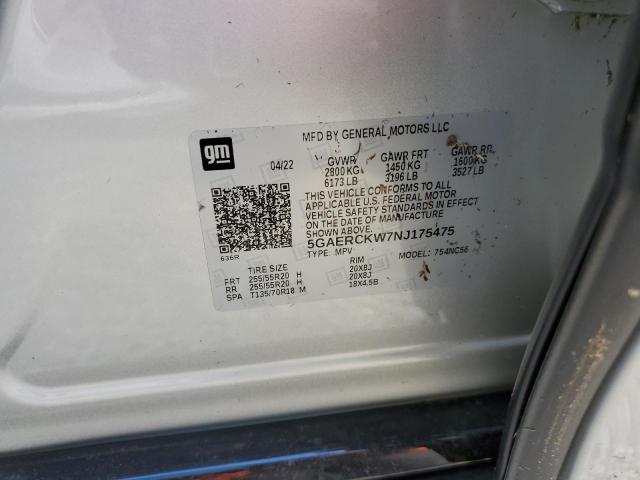 gm
MFD BY GENERAL MOTORS LLC
04/22 GVWR GAWR FRT GAWR RR
2800 KG 1450 KG 1600 KG
6173 LB 3196 LB 3527 LB
THIS VEHICLE CONFORMS TO ALL
APPLICABLE U.S. FEDERAL MOTOR
VEHICLE SAFETY STANDARDS IN EFFECT
ON THE DATE OF MANUFACTURE
SHOWN ABOVE.
5GAERCKW7NJ175475
636R TYPE: MPV MODEL: 754NC56
TIRE SIZE RIM
FRT 255/55R20 H 20X8J
RR 255/55R20 H 20X8J
SPA T135/70R18 M 18X4.5B